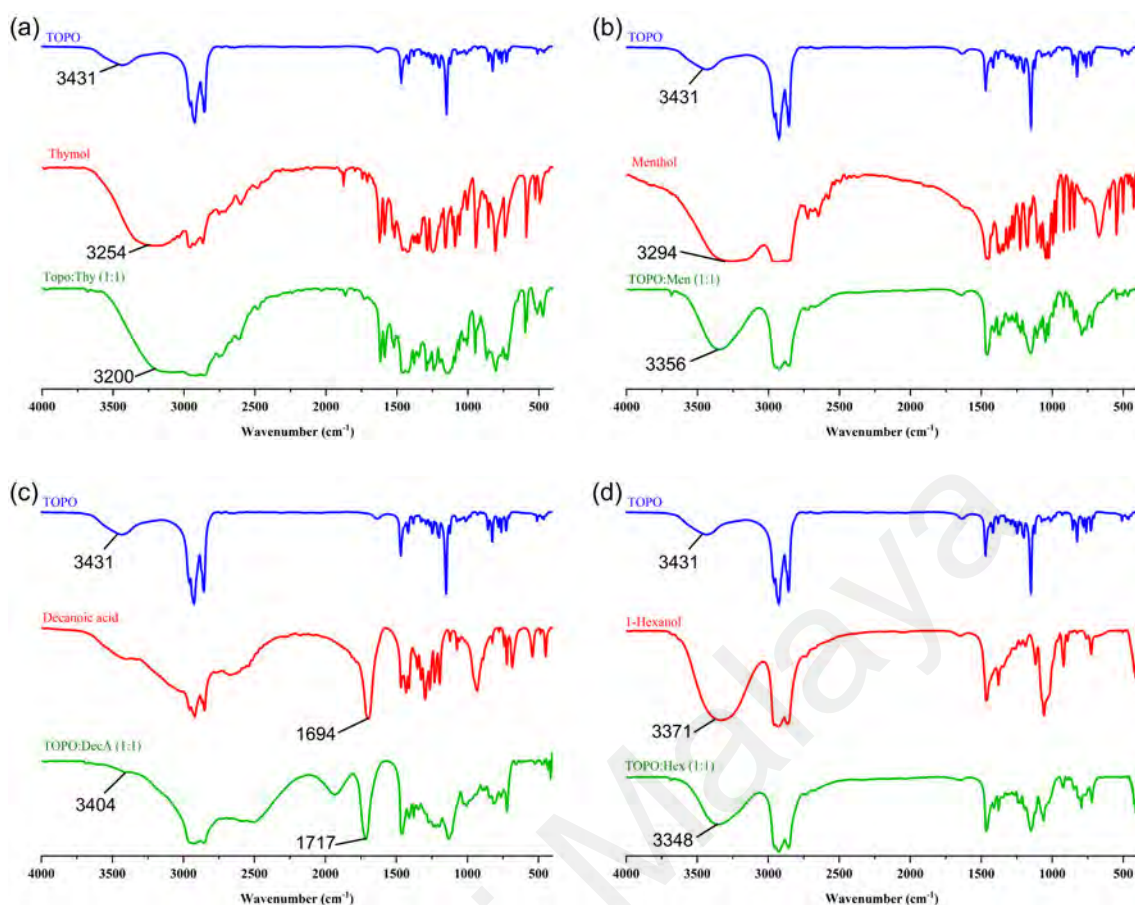 (a)
TOPO
3431
Thymol
3254
Topo:Thy (1:1)
3200
4000 3500 3000 2500 2000 1500 1000 500
Wavenumber (cm⁻¹)
(b)
TOPO
3431
Menthol
3294
TOPO:Men (1:1)
3356
4000 3500 3000 2500 2000 1500 1000 500
Wavenumber (cm⁻¹)
(c)
TOPO
3431
Decanoic acid
1694
TOPO:DecA (1:1)
3404
1717
4000 3500 3000 2500 2000 1500 1000 500
Wavenumber (cm⁻¹)
(d)
TOPO
3431
1-Hexanol
3371
TOPO:Hex (1:1)
3348
4000 3500 3000 2500 2000 1500 1000 500
Wavenumber (cm⁻¹)
Malaya